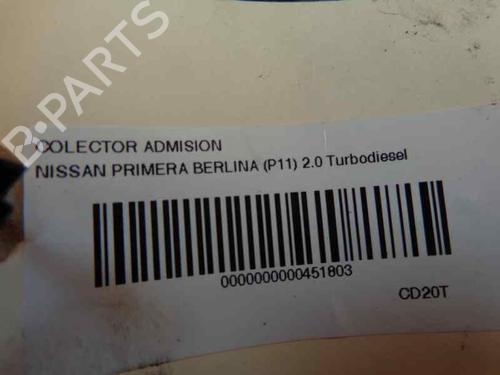 COLECTOR ADMISION
NISSAN PRIMERA BERLINA (P11) 2.0 Turbodiesel
0000000000451803
CD20T
B-PARTS